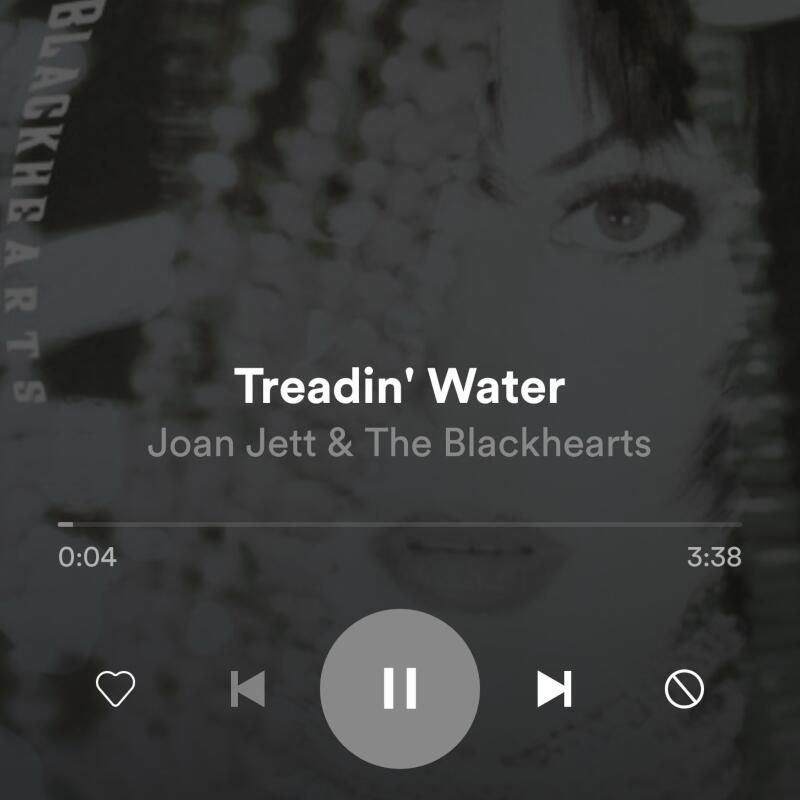 BLACKHEARTS
Treadin' Water
Joan Jett & The Blackhearts
0:04
3:38